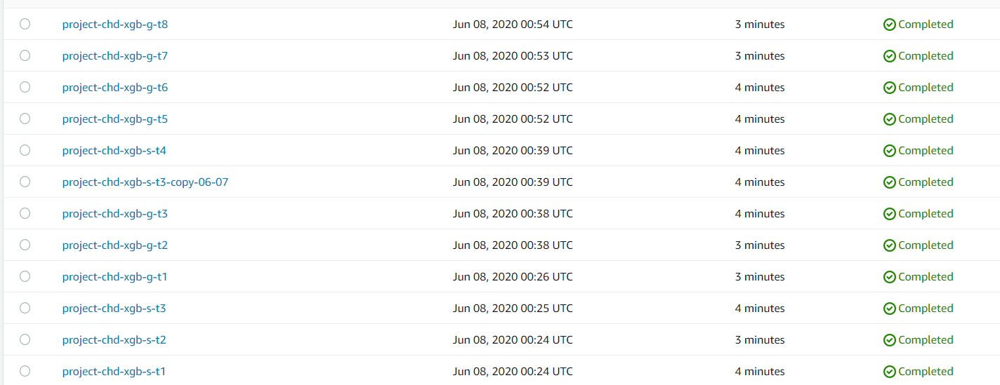 project-chd-xgb-g-t8 Jun 08, 2020 00:54 UTC 3 minutes Completed
project-chd-xgb-g-t7 Jun 08, 2020 00:53 UTC 3 minutes Completed
project-chd-xgb-g-t6 Jun 08, 2020 00:52 UTC 4 minutes Completed
project-chd-xgb-g-t5 Jun 08, 2020 00:52 UTC 4 minutes Completed
project-chd-xgb-s-t4 Jun 08, 2020 00:39 UTC 4 minutes Completed
project-chd-xgb-s-t3-copy-06-07 Jun 08, 2020 00:39 UTC 4 minutes Completed
project-chd-xgb-g-t3 Jun 08, 2020 00:38 UTC 4 minutes Completed
project-chd-xgb-g-t2 Jun 08, 2020 00:38 UTC 3 minutes Completed
project-chd-xgb-g-t1 Jun 08, 2020 00:26 UTC 3 minutes Completed
project-chd-xgb-s-t3 Jun 08, 2020 00:25 UTC 4 minutes Completed
project-chd-xgb-s-t2 Jun 08, 2020 00:24 UTC 3 minutes Completed
project-chd-xgb-s-t1 Jun 08, 2020 00:24 UTC 4 minutes Completed